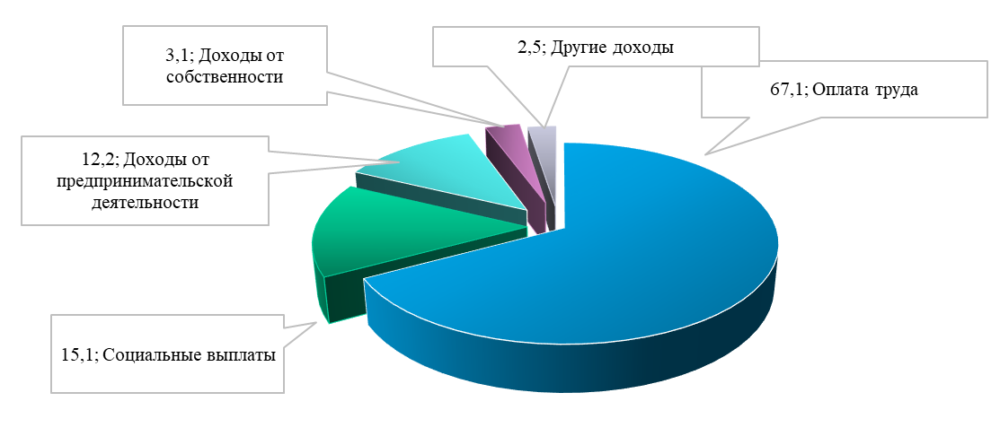 3,1; Доходы от
собственности
2,5; Другие доходы
67,1; Оплата труда
12,2; Доходы от
предпринимательской
деятельности
15,1; Социальные выплаты